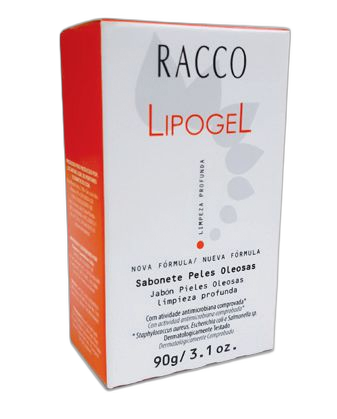 RACCO
LIPOGEL
LIMPEZA PROFUNDA
NOVA FÓRMULA/ NUEVA FÓRMULA
Sabonete Peles Oleosas
Jabón Pieles Oleosas
limpieza profunda
Com atividade antimicrobiana comprovada*
Con actividad antimicrobiana comprobada*
*Staphylococcus aureus, Escherichia coli e Salmonella sp.
Dermatologicamente Testado
Dermatológicamente Comprobado
90g/3.1 oz.